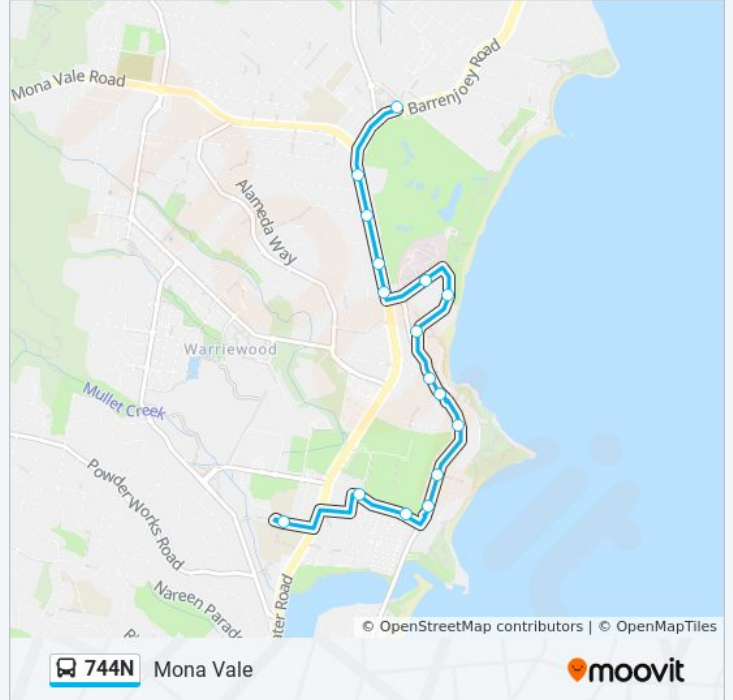 Mona Vale Road
Barrenjoey Road
Alameda Way
Warriewood
Mullet Creek
Powder Works Road
Nareen Parade
ater Road
© OpenStreetMap contributors | © OpenMapTiles
744N Mona Vale
moovit